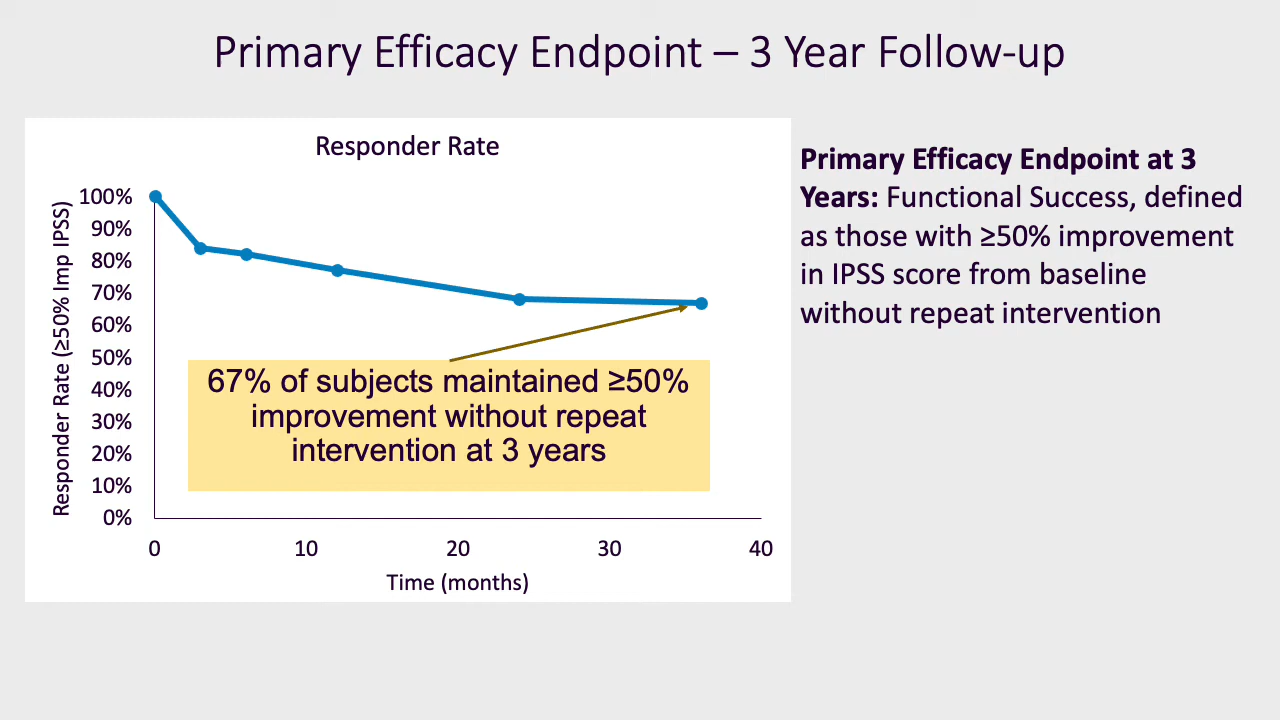 Primary Efficacy Endpoint – 3 Year Follow-up
Responder Rate
Responder Rate (≥50% Imp IPSS)
100%
90%
80%
70%
60%
50%
40%
30%
20%
10%
0%
67% of subjects maintained ≥50%
improvement without repeat
intervention at 3 years
0
10
20
30
40
Time (months)
Primary Efficacy Endpoint at 3
Years: Functional Success, defined
as those with ≥50% improvement
in IPSS score from baseline
without repeat intervention